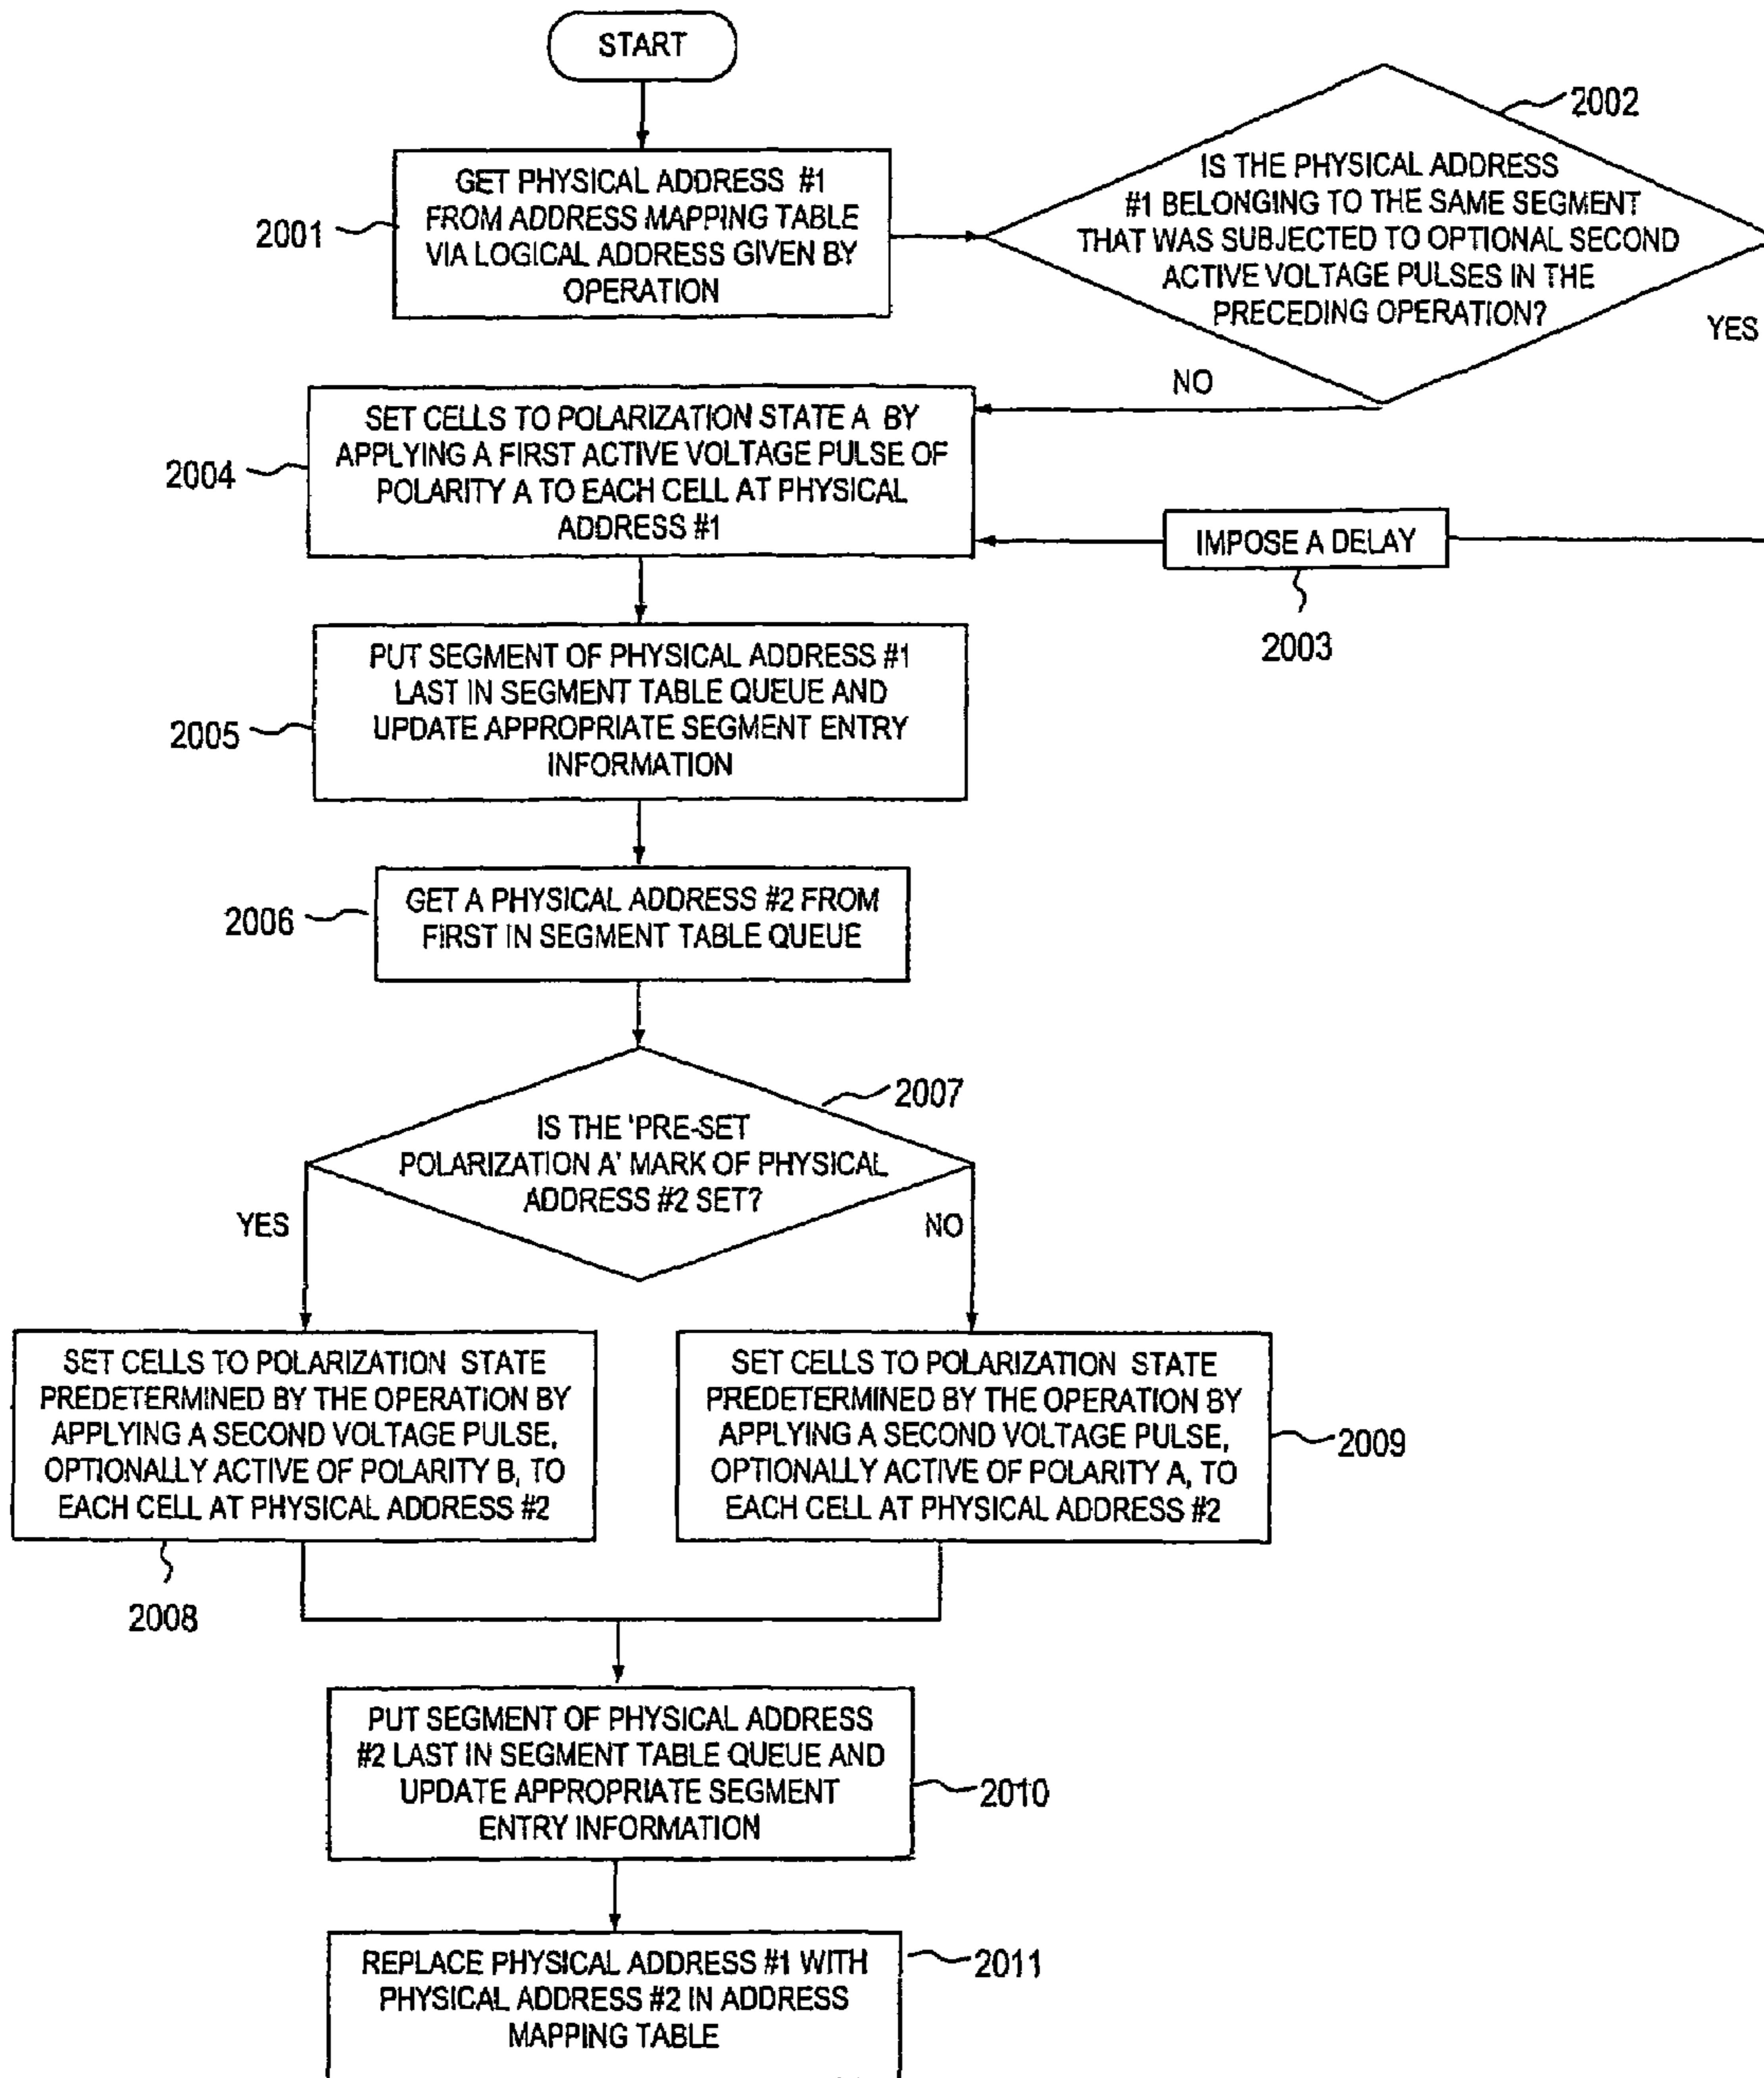 START
2001
GET PHYSICAL ADDRESS #1
FROM ADDRESS MAPPING TABLE
VIA LOGICAL ADDRESS GIVEN BY
OPERATION
2002
IS THE PHYSICAL ADDRESS
#1 BELONGING TO THE SAME SEGMENT
THAT WAS SUBJECTED TO OPTIONAL SECOND
ACTIVE VOLTAGE PULSES IN THE
PRECEDING OPERATION?
YES
NO
2004
SET CELLS TO POLARIZATION STATE A BY
APPLYING A FIRST ACTIVE VOLTAGE PULSE OF
POLARITY A TO EACH CELL AT PHYSICAL
ADDRESS #1
IMPOSE A DELAY
2003
2005
PUT SEGMENT OF PHYSICAL ADDRESS #1
LAST IN SEGMENT TABLE QUEUE AND
UPDATE APPROPRIATE SEGMENT ENTRY
INFORMATION
2006
GET A PHYSICAL ADDRESS #2 FROM
FIRST IN SEGMENT TABLE QUEUE
2007
IS THE 'PRE-SET
POLARIZATION A' MARK OF PHYSICAL
ADDRESS #2 SET?
YES
NO
SET CELLS TO POLARIZATION STATE
PREDETERMINED BY THE OPERATION BY
APPLYING A SECOND VOLTAGE PULSE,
OPTIONALLY ACTIVE OF POLARITY B, TO
EACH CELL AT PHYSICAL ADDRESS #2
2008
SET CELLS TO POLARIZATION STATE
PREDETERMINED BY THE OPERATION BY
APPLYING A SECOND VOLTAGE PULSE,
OPTIONALLY ACTIVE OF POLARITY A, TO
EACH CELL AT PHYSICAL ADDRESS #2
2009
PUT SEGMENT OF PHYSICAL ADDRESS
#2 LAST IN SEGMENT TABLE QUEUE AND
UPDATE APPROPRIATE SEGMENT
ENTRY INFORMATION
2010
REPLACE PHYSICAL ADDRESS #1 WITH
PHYSICAL ADDRESS #2 IN ADDRESS
MAPPING TABLE
2011